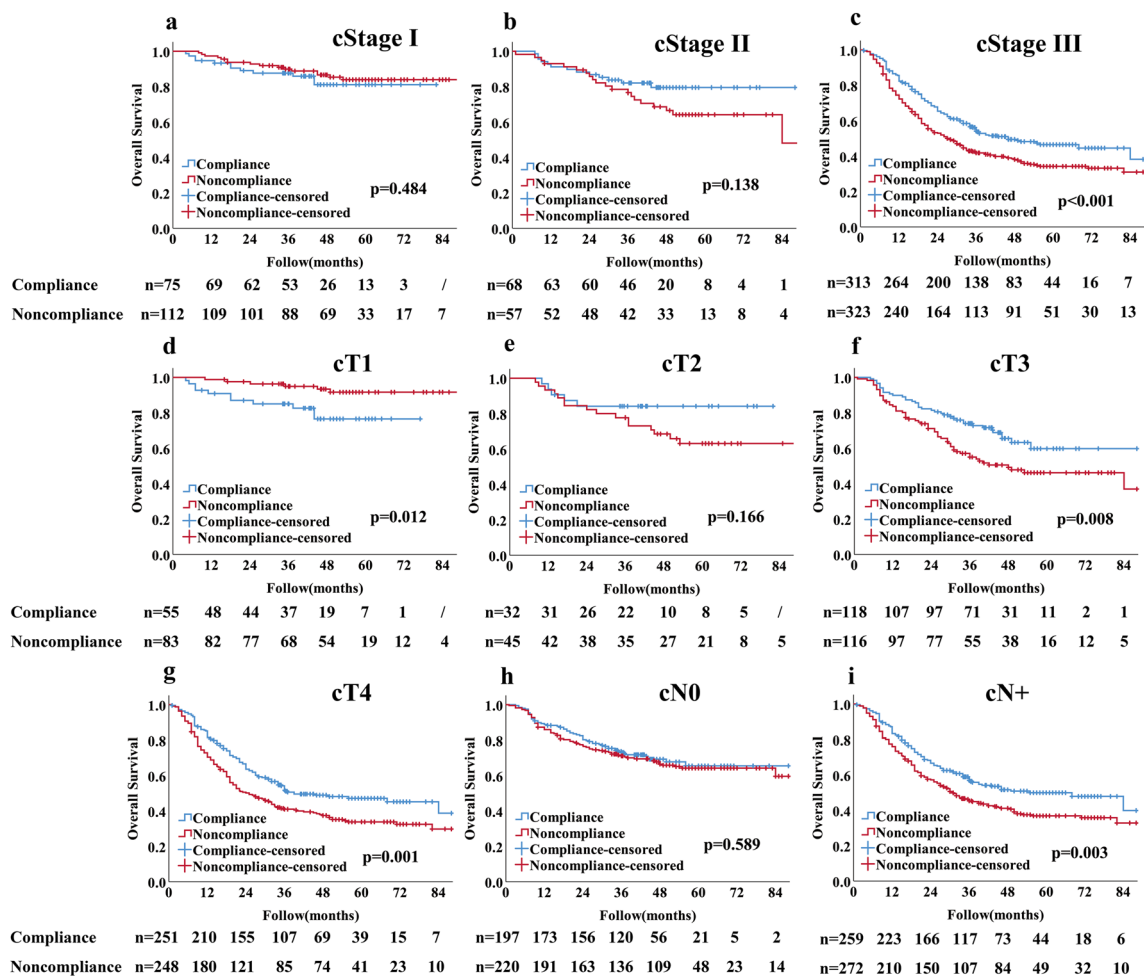 a
cStage I
Overall Survival
1.0
0.8
0.6
0.4
0.2
0.0
Compliance
Noncompliance
Compliance-censored
Noncompliance-censored
p=0.484
0 12 24 36 48 60 72 84
Follow(months)
b
cStage II
Overall Survival
1.0
0.8
0.6
0.4
0.2
0.0
Compliance
Noncompliance
Compliance-censored
Noncompliance-censored
p=0.138
0 12 24 36 48 60 72 84
Follow(months)
c
cStage III
Overall Survival
1.0
0.8
0.6
0.4
0.2
0.0
Compliance
Noncompliance
Compliance-censored
Noncompliance-censored
p<0.001
0 12 24 36 48 60 72 84
Follow(months)
Compliance n=75 69 62 53 26 13 3 / n=68 63 60 46 20 8 4 1 n=313 264 200 138 83 44 16 7
Noncompliance n=112 109 101 88 69 33 17 7 n=57 52 48 42 33 13 8 4 n=323 240 164 113 91 51 30 13
d
cT1
Overall Survival
1.0
0.8
0.6
0.4
0.2
0.0
Compliance
Noncompliance
Compliance-censored
Noncompliance-censored
p=0.012
0 12 24 36 48 60 72 84
Follow(months)
e
cT2
Overall Survival
1.0
0.8
0.6
0.4
0.2
0.0
Compliance
Noncompliance
Compliance-censored
Noncompliance-censored
p=0.166
0 12 24 36 48 60 72 84
Follow(months)
f
cT3
Overall Survival
1.0
0.8
0.6
0.4
0.2
0.0
Compliance
Noncompliance
Compliance-censored
Noncompliance-censored
p=0.008
0 12 24 36 48 60 72 84
Follow(months)
Compliance n=55 48 44 37 19 7 1 / n=32 31 26 22 10 8 5 / n=118 107 97 71 31 11 2 1
Noncompliance n=83 82 77 68 54 19 12 4 n=45 42 38 35 27 21 8 5 n=116 97 77 55 38 16 12 5
g
cT4
Overall Survival
1.0
0.8
0.6
0.4
0.2
0.0
Compliance
Noncompliance
Compliance-censored
Noncompliance-censored
p=0.001
0 12 24 36 48 60 72 84
Follow(months)
h
cN0
Overall Survival
1.0
0.8
0.6
0.4
0.2
0.0
Compliance
Noncompliance
Compliance-censored
Noncompliance-censored
p=0.589
0 12 24 36 48 60 72 84
Follow(months)
i
cN+
Overall Survival
1.0
0.8
0.6
0.4
0.2
0.0
Compliance
Noncompliance
Compliance-censored
Noncompliance-censored
p=0.003
0 12 24 36 48 60 72 84
Follow(months)
Compliance n=251 210 155 107 69 39 15 7 n=197 173 156 120 56 21 5 2 n=259 223 166 117 73 44 18 6
Noncompliance n=248 180 121 85 74 41 23 10 n=220 191 163 136 109 48 23 14 n=272 210 150 107 84 49 32 10